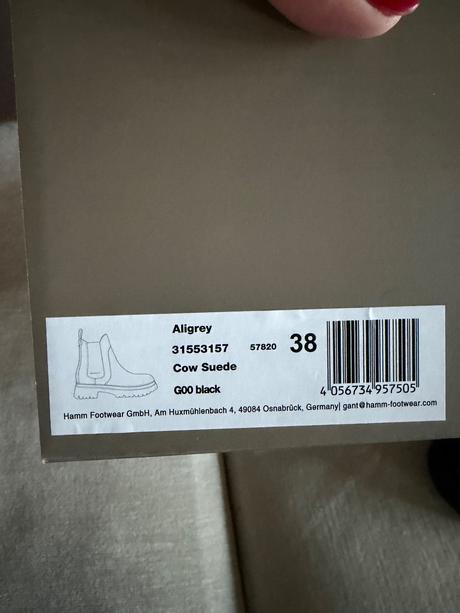 Aligrey
31553157 57820 38
Cow Suede
G00 black
4 056734 957505
Hamm Footwear GmbH, Am Huxmühlenbach 4, 49084 Osnabrück, Germany| gant@hamm-footwear.com